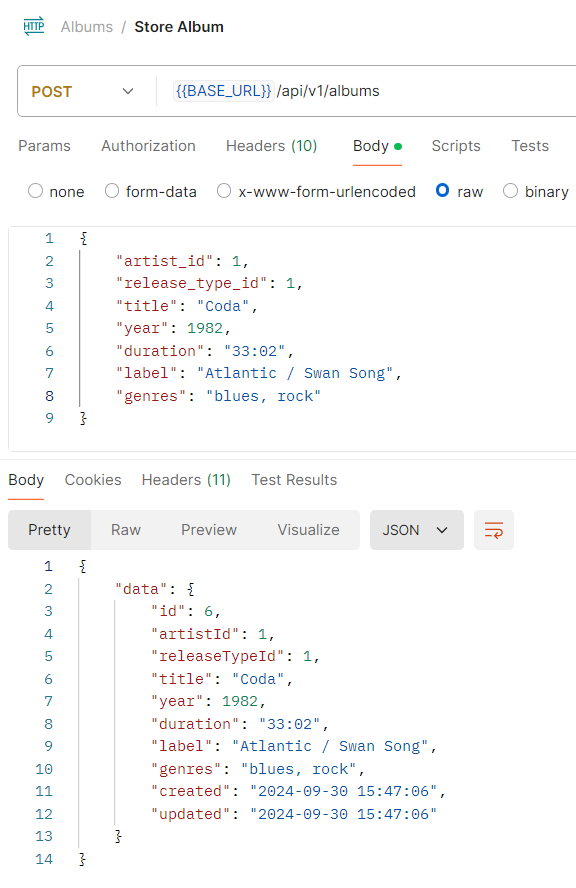 HTTP Albums / Store Album
POST {{BASE_URL}} /api/v1/albums
Params Authorization Headers (10) Body Scripts Tests
none form-data x-www-form-urlencoded raw binary
1 {
2 "artist_id": 1,
3 "release_type_id": 1,
4 "title": "Coda",
5 "year": 1982,
6 "duration": "33:02",
7 "label": "Atlantic / Swan Song",
8 "genres": "blues, rock"
9 }
Body Cookies Headers (11) Test Results
Pretty Raw Preview Visualize JSON
1 {
2 "data": {
3 "id": 6,
4 "artistId": 1,
5 "releaseTypeId": 1,
6 "title": "Coda",
7 "year": 1982,
8 "duration": "33:02",
9 "label": "Atlantic / Swan Song",
10 "genres": "blues, rock",
11 "created": "2024-09-30 15:47:06",
12 "updated": "2024-09-30 15:47:06"
13 }
14 }